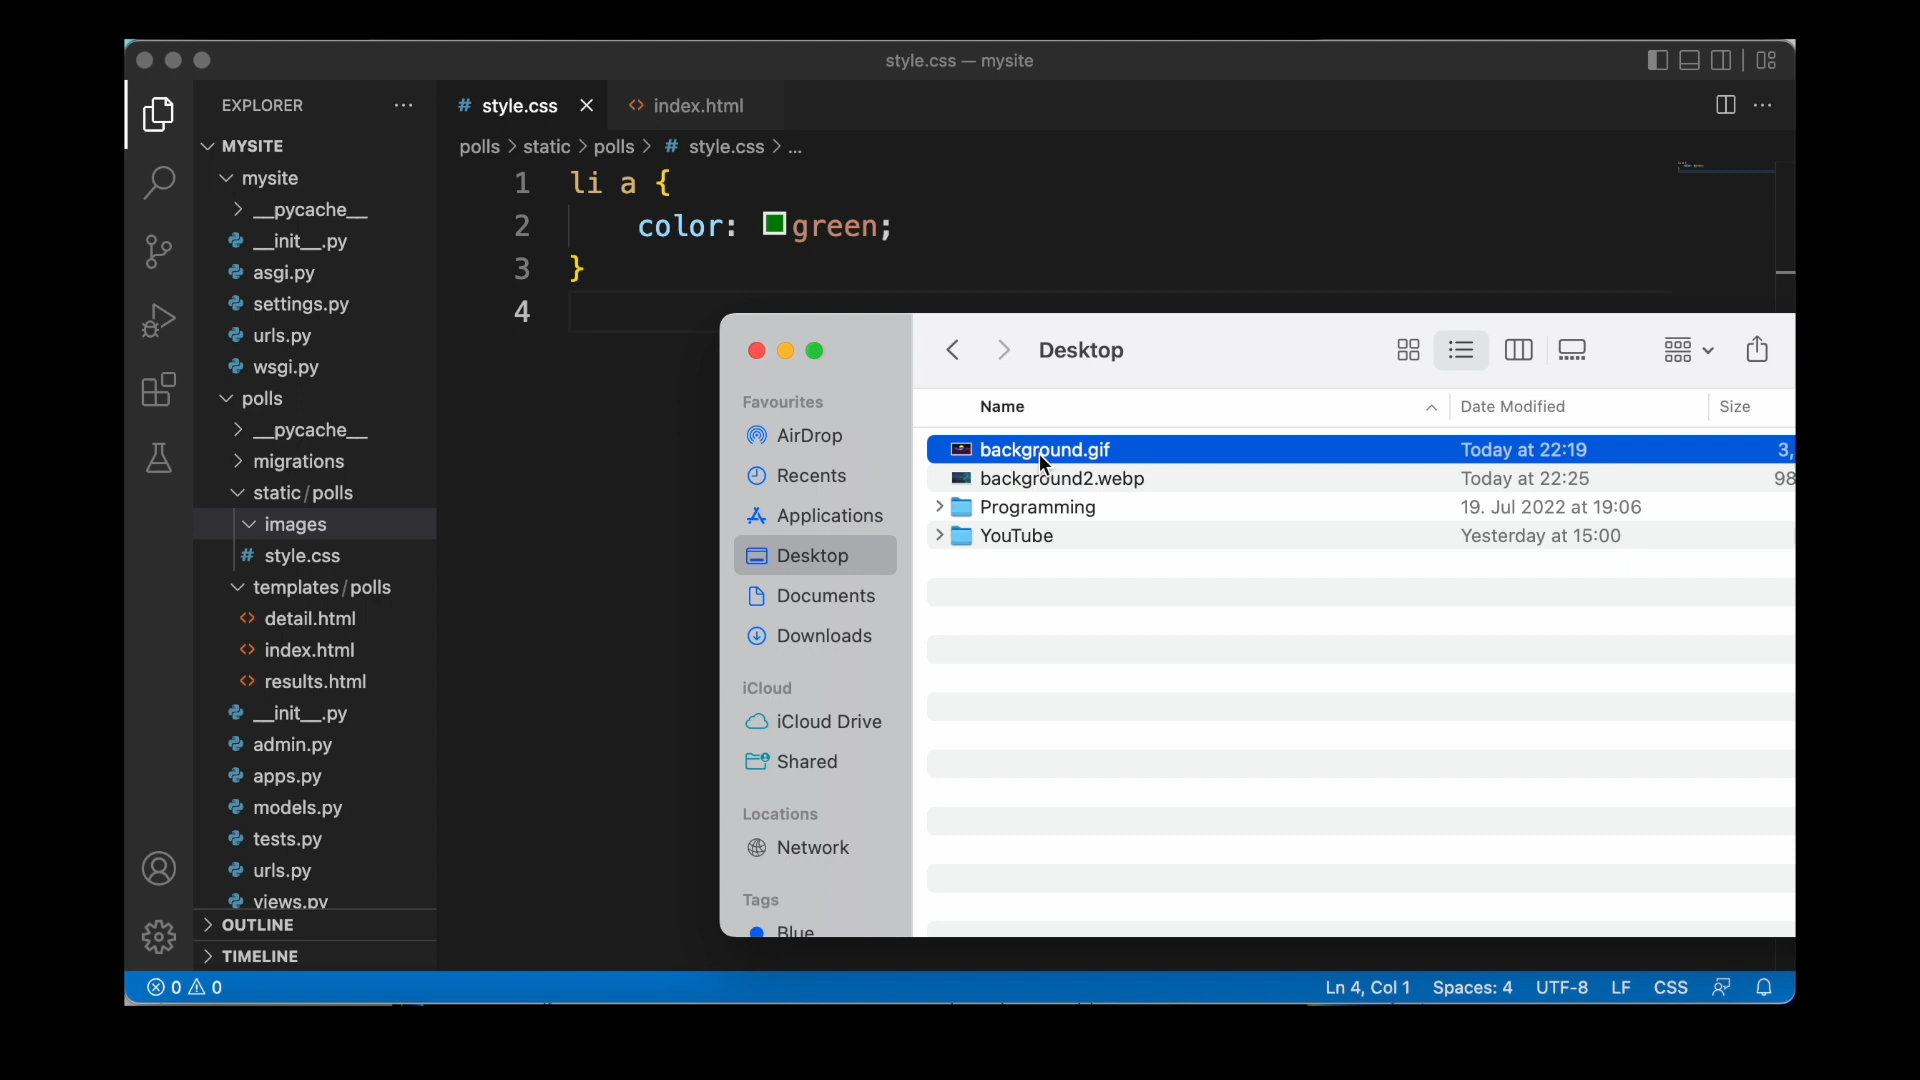 style.css — mysite
EXPLORER
MYSITE
mysite
__pycache__
__init__.py
asgi.py
settings.py
urls.py
wsgi.py
polls
__pycache__
migrations
static/polls
images
# style.css
templates/polls
<> detail.html
<> index.html
<> results.html
__init__.py
admin.py
apps.py
models.py
tests.py
urls.py
views.py
OUTLINE
TIMELINE
# style.css
<> index.html
polls > static > polls > # style.css > ...
1 li a {
2 color: green;
3 }
4
Favourites
AirDrop
Recents
Applications
Desktop
Documents
Downloads
iCloud
iCloud Drive
Shared
Locations
Network
Tags
Blue
Desktop
Name Date Modified Size
background.gif Today at 22:19 3,
background2.webp Today at 22:25 98
Programming 19. Jul 2022 at 19:06
YouTube Yesterday at 15:00
0 0
Ln 4, Col 1 Spaces: 4 UTF-8 LF CSS